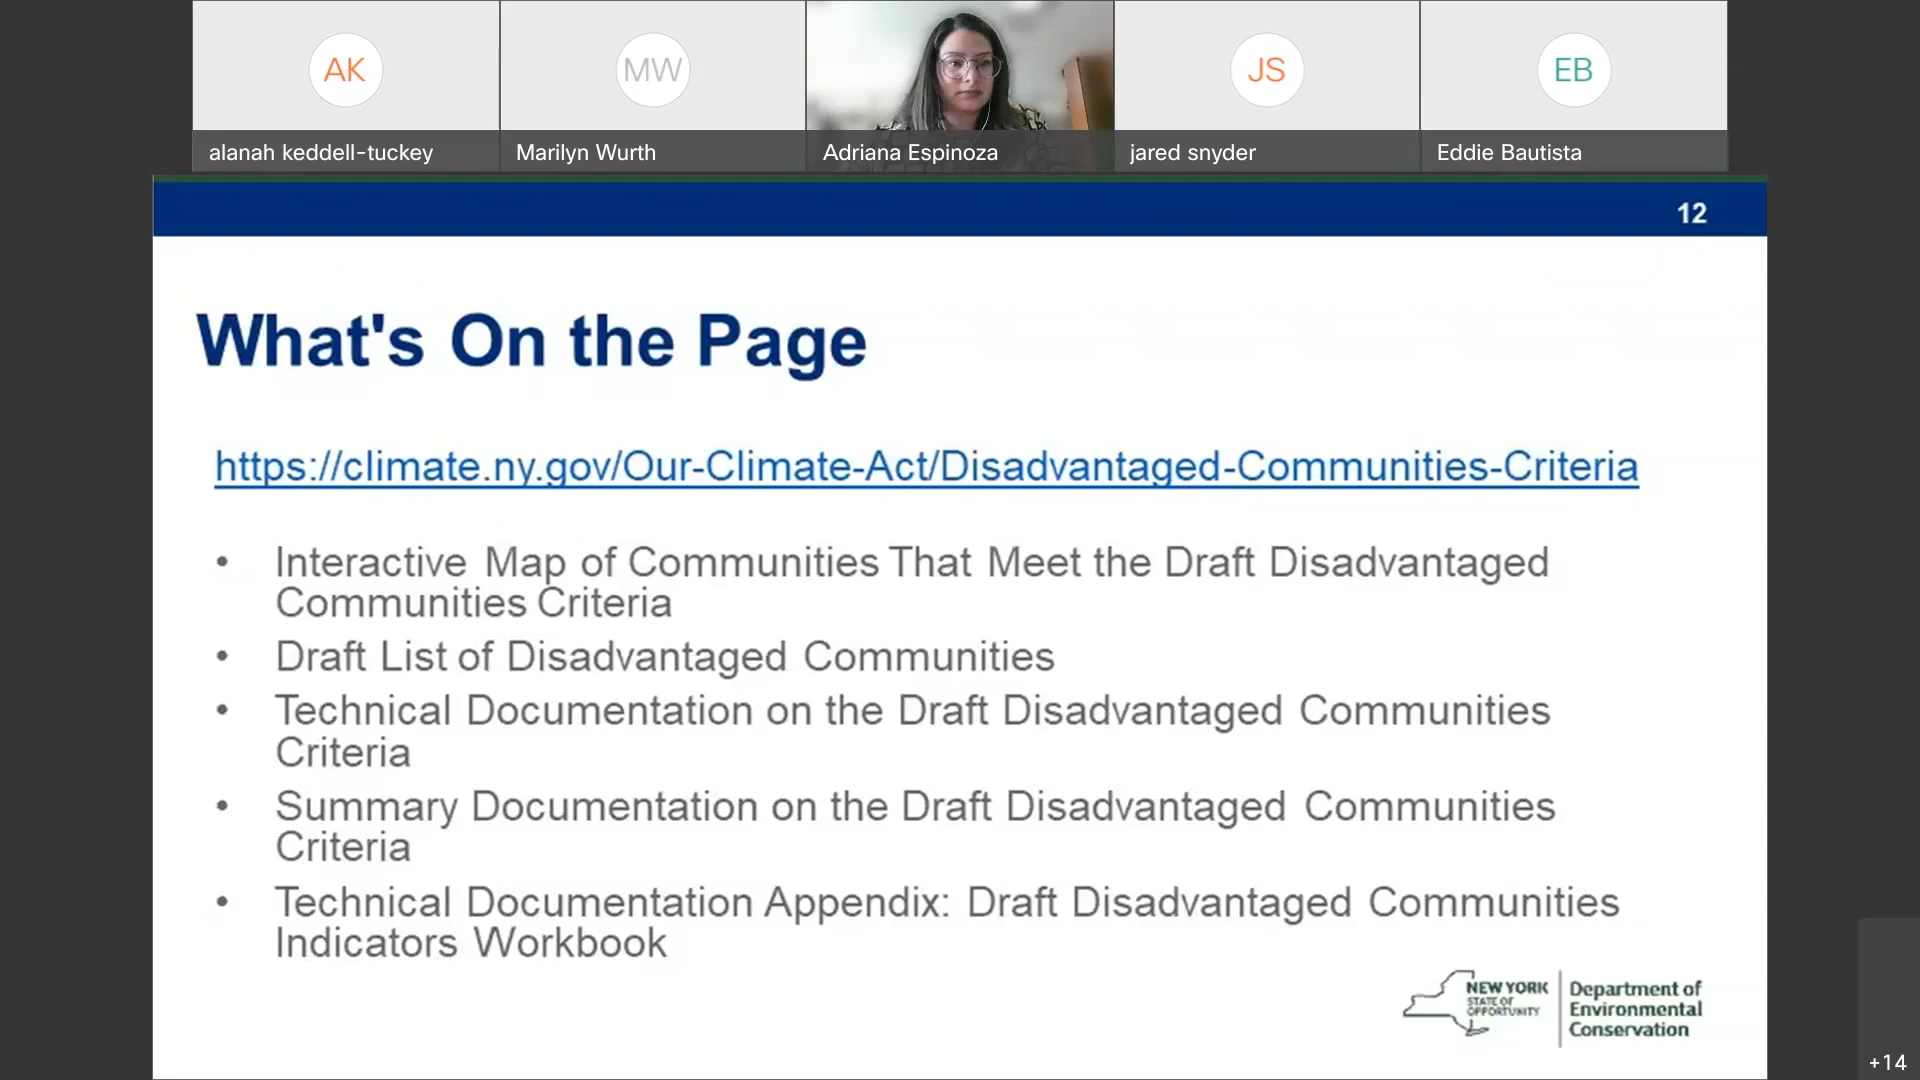 AK
MW
JS
EB
alanah keddell-tuckey
Marilyn Wurth
Adriana Espinoza
jared snyder
Eddie Bautista
12
What's On the Page
https://climate.ny.gov/Our-Climate-Act/Disadvantaged-Communities-Criteria
• Interactive Map of Communities That Meet the Draft Disadvantaged
Communities Criteria
• Draft List of Disadvantaged Communities
• Technical Documentation on the Draft Disadvantaged Communities
Criteria
• Summary Documentation on the Draft Disadvantaged Communities
Criteria
• Technical Documentation Appendix: Draft Disadvantaged Communities
Indicators Workbook
NEW YORK
STATE OF
OPPORTUNITY
Department of
Environmental
Conservation
+14